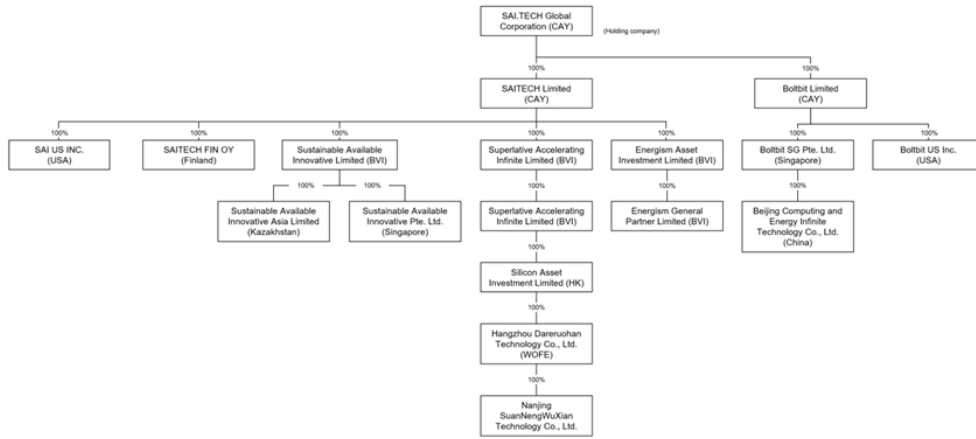 SAI.TECH Global
Corporation (CAY)
(Holding company)
100%
100%
SAITECH Limited
(CAY)
Boltbit Limited
(CAY)
100%
100%
100%
100%
100%
100%
100%
SAI US INC.
(USA)
SAITECH FIN OY
(Finland)
Sustainable Available
Innovative Limited (BVI)
Superlative Accelerating
Infinite Limited (BVI)
Energism Asset
Investment Limited (BVI)
Boltbit SG Pte. Ltd.
(Singapore)
Boltbit US Inc.
(USA)
100%
100%
100%
100%
100%
Sustainable Available
Innovative Asia Limited
(Kazakhstan)
Sustainable Available
Innovative Pte. Ltd.
(Singapore)
Superlative Accelerating
Infinite Limited (BVI)
Energism General
Partner Limited (BVI)
Beijing Computing and
Energy Infinite
Technology Co., Ltd.
(China)
100%
Silicon Asset
Investment Limited (HK)
100%
Hangzhou Dareruohan
Technology Co., Ltd.
(WOFE)
100%
Nanjing
SuanNengWuXian
Technology Co., Ltd.